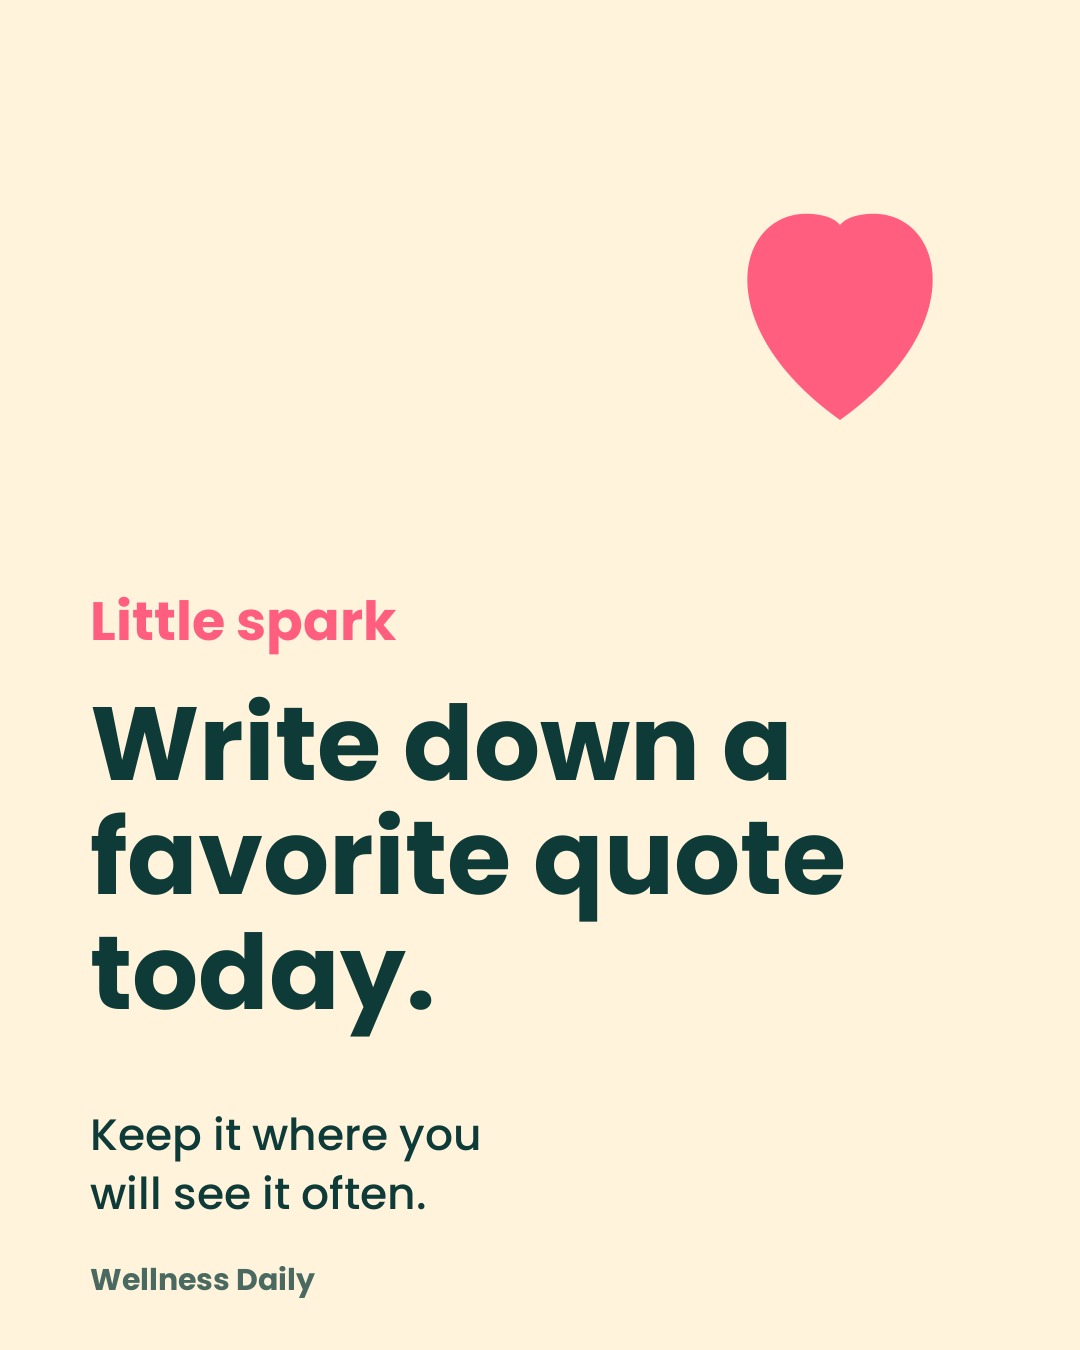 Little spark
Write down a
favorite quote
today.
Keep it where you
will see it often.
Wellness Daily